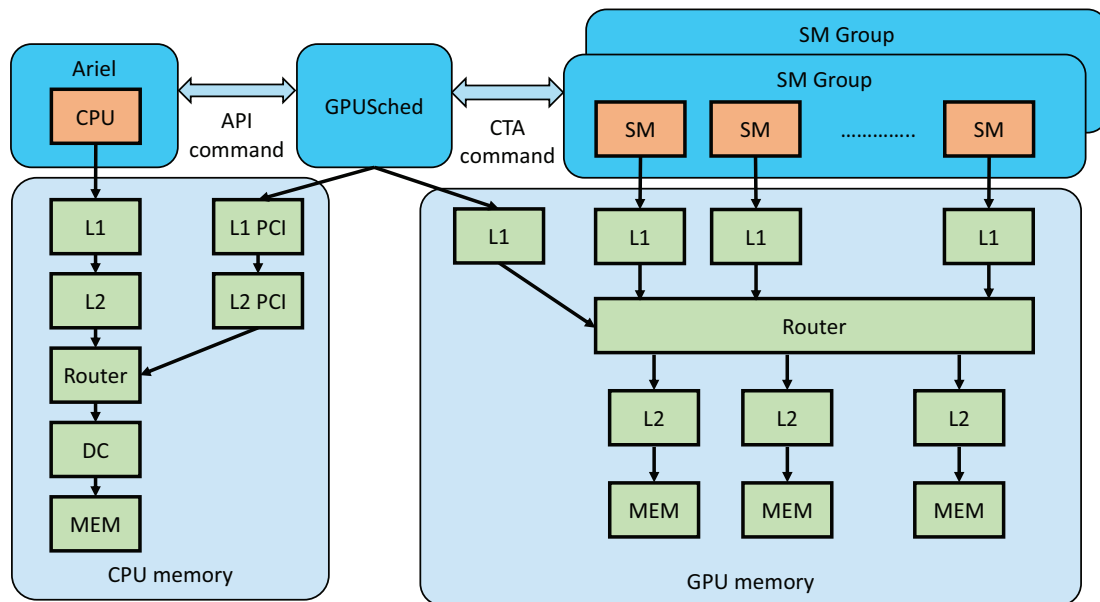 SM Group
SM Group
Ariel
CPU
API
command
GPUSched
CTA
command
SM
SM
…………..
SM
L1
L1 PCI
L1
L1
L1
L1
L2
L2 PCI
Router
Router
L2
L2
L2
DC
MEM
MEM
MEM
MEM
CPU memory
GPU memory